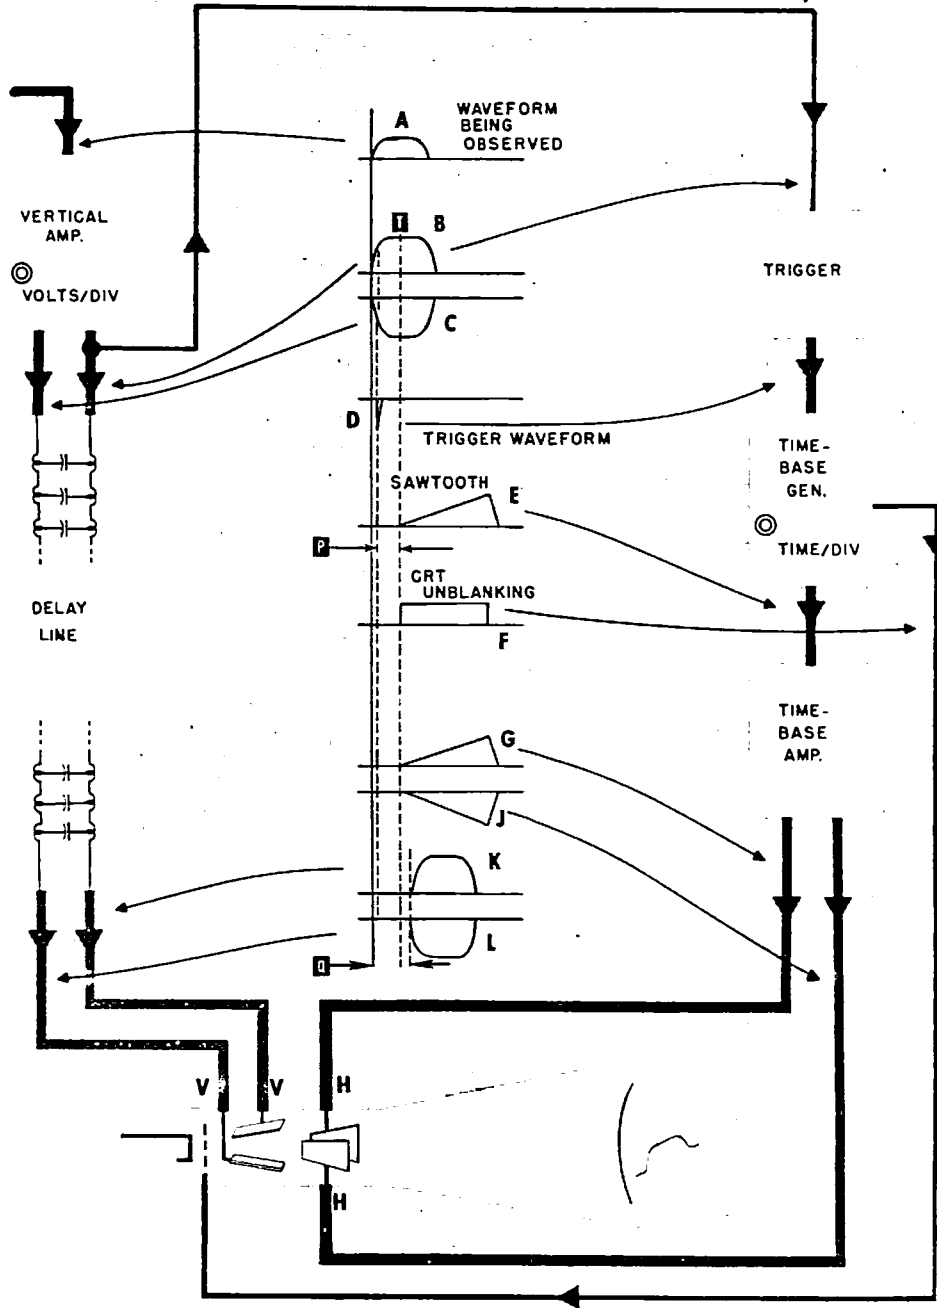 WAVEFORM
BEING
OBSERVED
A
VERTICAL
AMP.
VOLTS/DIV
T
B
C
TRIGGER
D
TRIGGER WAVEFORM
TIME-
BASE
GEN.
SAWTOOTH
E
TIME/DIV
P
CRT
UNBLANKING
F
DELAY
LINE
TIME-
BASE
AMP.
G
J
K
L
V
V
H
H